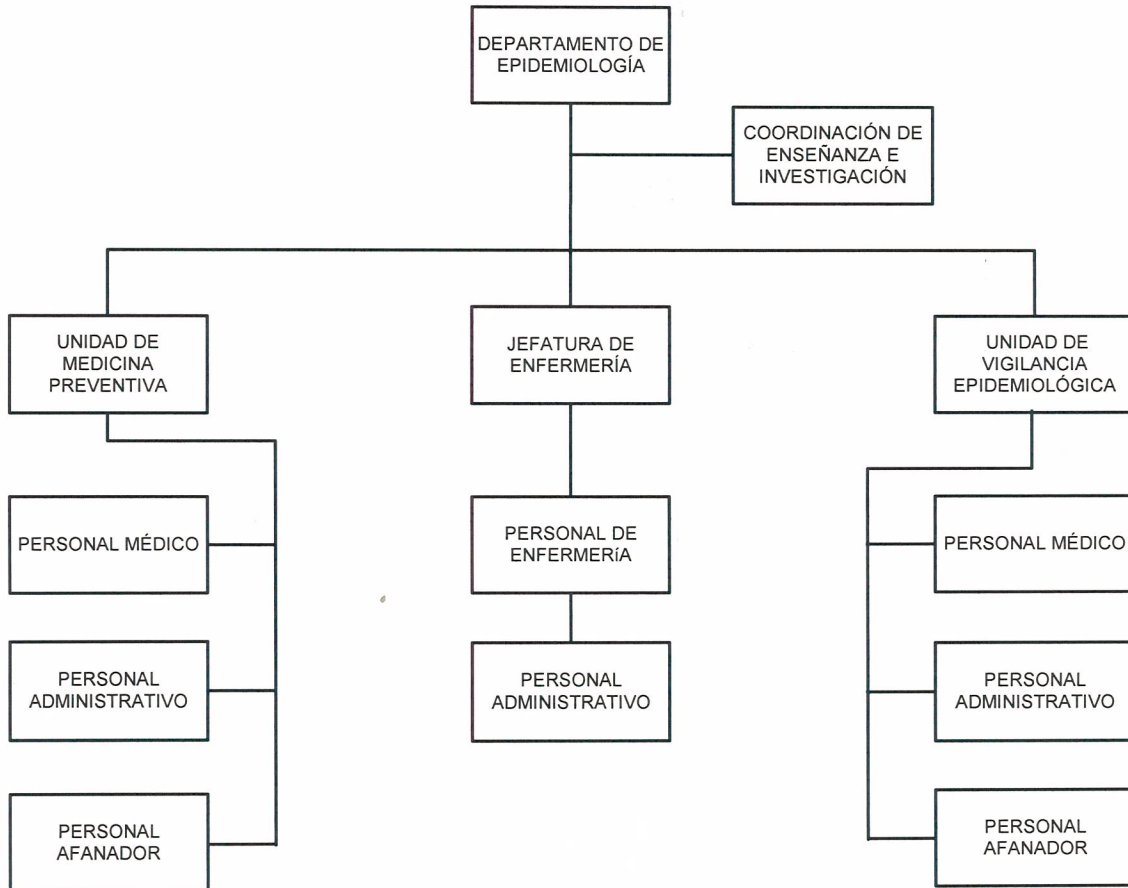 DEPARTAMENTO DE
EPIDEMIOLOGÍA
COORDINACIÓN DE
ENSEÑANZA E
INVESTIGACIÓN
UNIDAD DE
MEDICINA
PREVENTIVA
JEFATURA DE
ENFERMERÍA
UNIDAD DE
VIGILANCIA
EPIDEMIOLÓGICA
PERSONAL MÉDICO
PERSONAL DE
ENFERMERíA
PERSONAL MÉDICO
PERSONAL
ADMINISTRATIVO
PERSONAL
ADMINISTRATIVO
PERSONAL
ADMINISTRATIVO
PERSONAL
AFANADOR
PERSONAL
AFANADOR